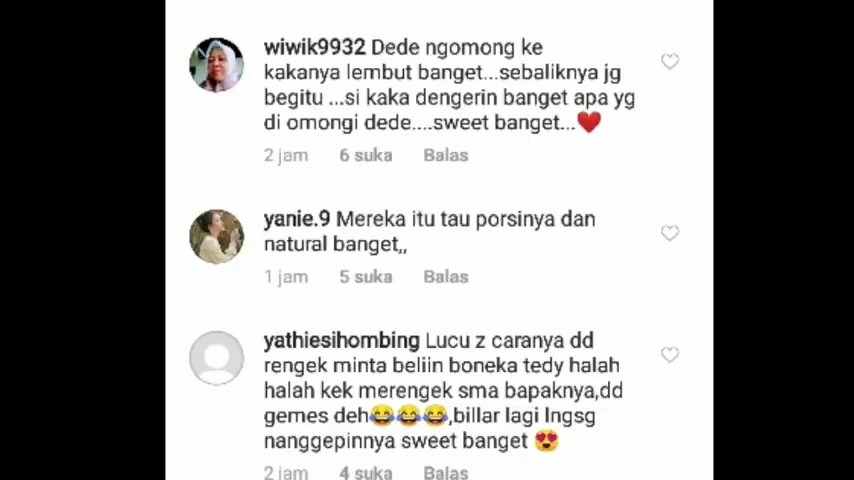 wiwik9932 Dede ngomong ke
kakanya lembut banget...sebaliknya jg
begitu ...si kaka dengerin banget apa yg
di omongi dede....sweet banget...❤️
2 jam 6 suka Balas
yanie.9 Mereka itu tau porsinya dan
natural banget,,
1 jam 5 suka Balas
yathiesihombing Lucu z caranya dd
rengek minta beliin boneka tedy halah
halah kek merengek sma bapaknya,dd
gemes deh😂😂😂,billar lagi lngsg
nanggepinnya sweet banget 😍
2 jam 4 suka Balas